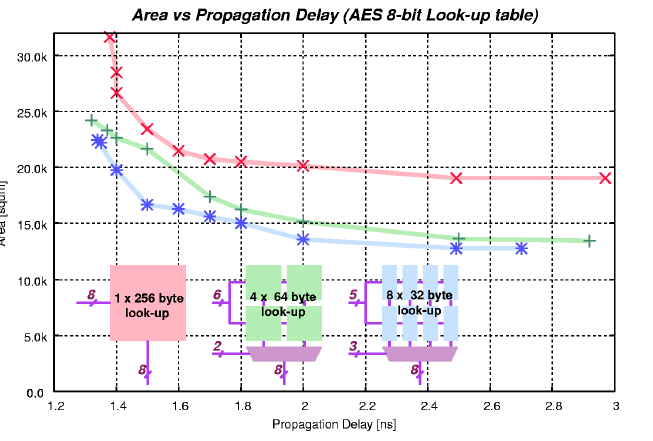 Area vs Propagation Delay (AES 8-bit Look-up table)
30.0k
25.0k
20.0k
15.0k
10.0k
5.0k
0.0
Area [sqμm]
8
1 x 256 byte
look-up
8
6
4 x 64 byte
look-up
2
8
5
8 x 32 byte
look-up
3
8
1.2 1.4 1.6 1.8 2 2.2 2.4 2.6 2.8 3
Propagation Delay [ns]